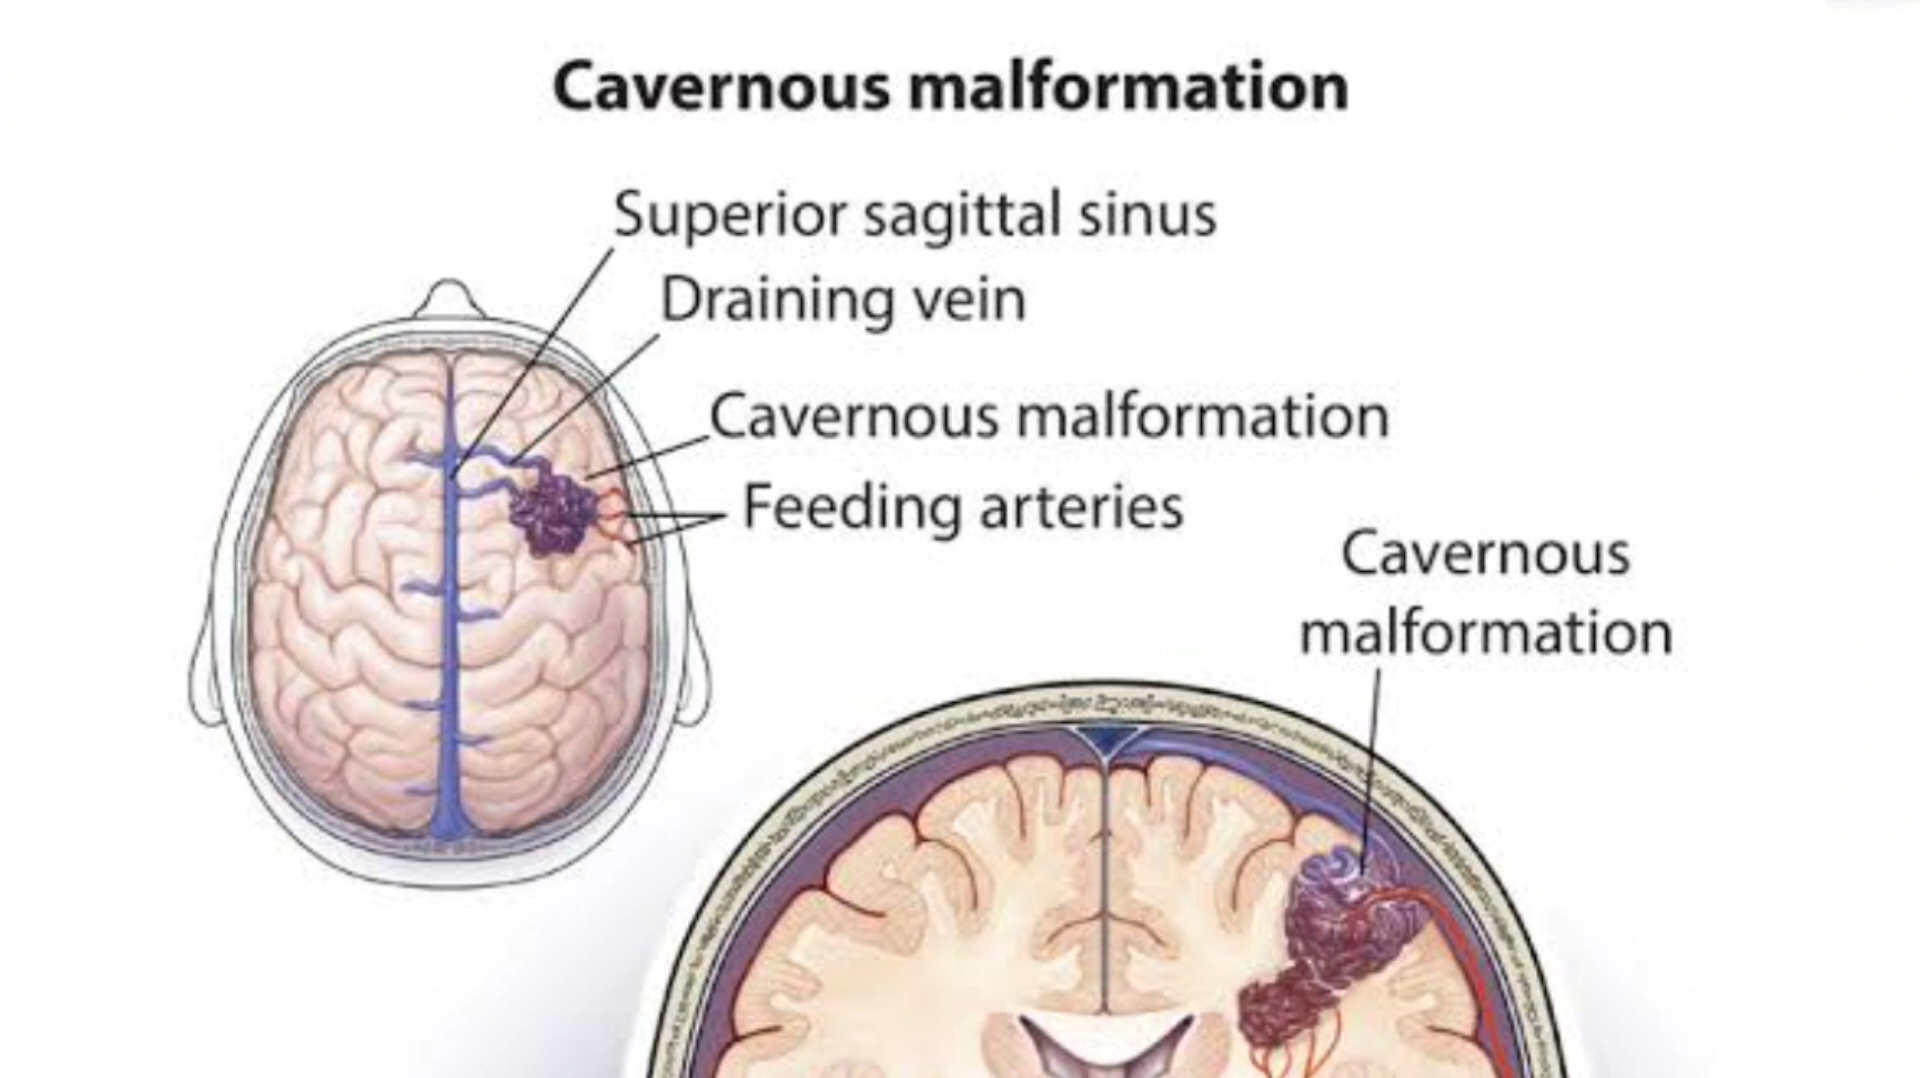 Cavernous malformation
Superior sagittal sinus
Draining vein
Cavernous malformation
Feeding arteries
Cavernous
malformation